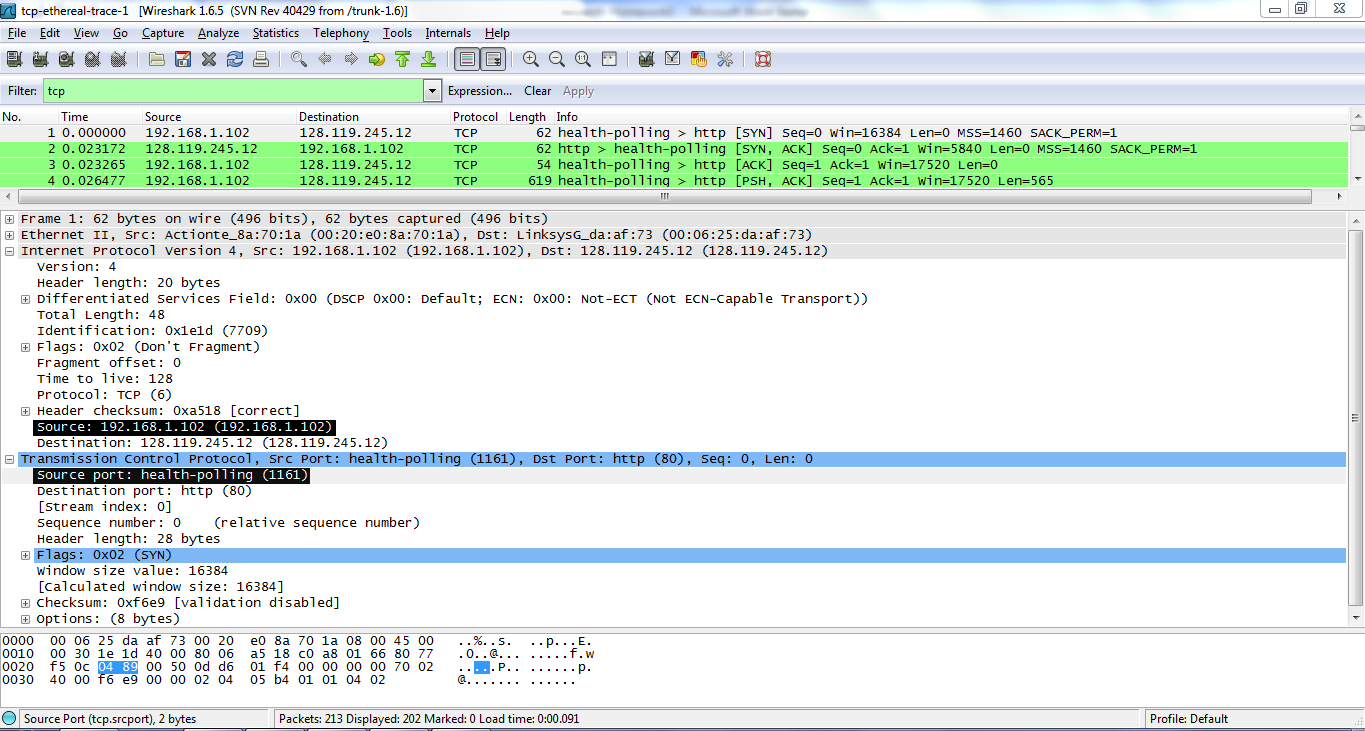 tcp-ethereal-trace-1 [Wireshark 1.6.5 (SVN Rev 40429 from /trunk-1.6)]
File Edit View Go Capture Analyze Statistics Telephony Tools Internals Help
Filter: tcp Expression... Clear Apply
No. Time Source Destination Protocol Length Info
1 0.000000 192.168.1.102 128.119.245.12 TCP 62 health-polling > http [SYN] Seq=0 Win=16384 Len=0 MSS=1460 SACK_PERM=1
2 0.023172 128.119.245.12 192.168.1.102 TCP 62 http > health-polling [SYN, ACK] Seq=0 Ack=1 Win=5840 Len=0 MSS=1460 SACK_PERM=1
3 0.023265 192.168.1.102 128.119.245.12 TCP 54 health-polling > http [ACK] Seq=1 Ack=1 Win=17520 Len=0
4 0.026477 192.168.1.102 128.119.245.12 TCP 619 health-polling > http [PSH, ACK] Seq=1 Ack=1 Win=17520 Len=565
Frame 1: 62 bytes on wire (496 bits), 62 bytes captured (496 bits)
Ethernet II, Src: Actionte_8a:70:1a (00:20:e0:8a:70:1a), Dst: LinksysG_da:af:73 (00:06:25:da:af:73)
Internet Protocol Version 4, Src: 192.168.1.102 (192.168.1.102), Dst: 128.119.245.12 (128.119.245.12)
Version: 4
Header length: 20 bytes
Differentiated Services Field: 0x00 (DSCP 0x00: Default; ECN: 0x00: Not-ECT (Not ECN-Capable Transport))
Total Length: 48
Identification: 0x1e1d (7709)
Flags: 0x02 (Don't Fragment)
Fragment offset: 0
Time to live: 128
Protocol: TCP (6)
Header checksum: 0xa518 [correct]
Source: 192.168.1.102 (192.168.1.102)
Destination: 128.119.245.12 (128.119.245.12)
Transmission Control Protocol, Src Port: health-polling (1161), Dst Port: http (80), Seq: 0, Len: 0
Source port: health-polling (1161)
Destination port: http (80)
[Stream index: 0]
Sequence number: 0 (relative sequence number)
Header length: 28 bytes
Flags: 0x02 (SYN)
Window size value: 16384
[Calculated window size: 16384]
Checksum: 0xf6e9 [validation disabled]
Options: (8 bytes)
0000 00 06 25 da af 73 00 20 e0 8a 70 1a 08 00 45 00 ..%..s. ..p...E.
0010 00 30 1e 1d 40 00 80 06 a5 18 c0 a8 01 66 80 77 .0..@... .....f.w
0020 f5 0c 04 89 00 50 0d d6 01 f4 00 00 00 00 70 02 .....P.. ......p.
0030 40 00 f6 e9 00 00 02 04 05 b4 01 01 04 02 @....... ......
Source Port (tcp.srcport), 2 bytes Packets: 213 Displayed: 202 Marked: 0 Load time: 0:00.091 Profile: Default